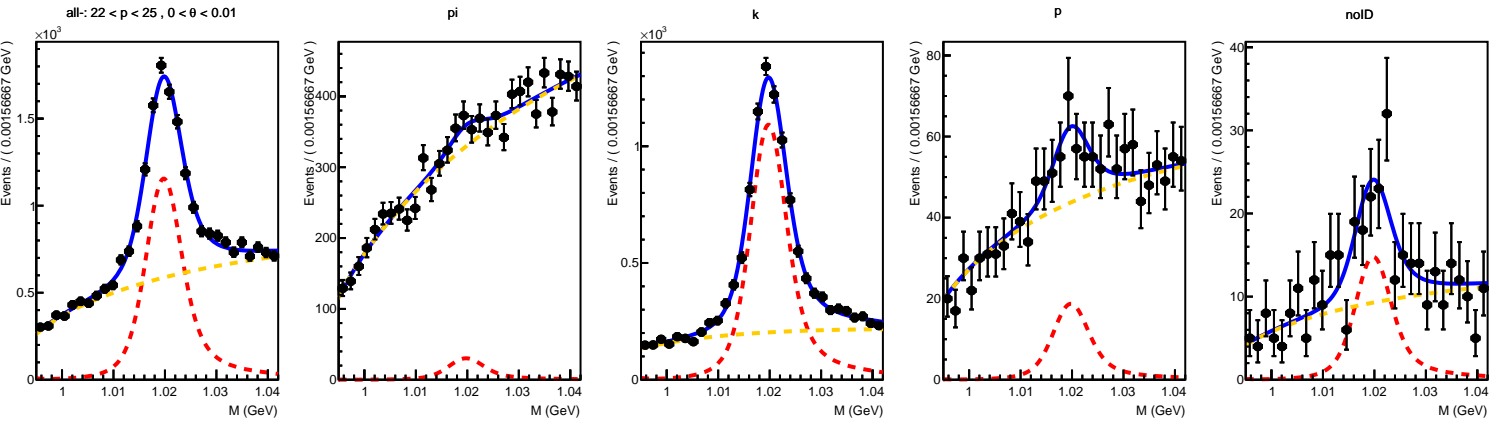 all-: 22 < p < 25 , 0 < θ < 0.01
×10³
Events / ( 0.00156667 GeV )
1.5
1
0.5
0
1 1.01 1.02 1.03 1.04
M (GeV)
pi
Events / ( 0.00156667 GeV )
400
300
200
100
0
1 1.01 1.02 1.03 1.04
M (GeV)
k
×10³
Events / ( 0.00156667 GeV )
1
0.5
0
1 1.01 1.02 1.03 1.04
M (GeV)
p
Events / ( 0.00156667 GeV )
80
60
40
20
0
1 1.01 1.02 1.03 1.04
M (GeV)
noID
Events / ( 0.00156667 GeV )
40
30
20
10
0
1 1.01 1.02 1.03 1.04
M (GeV)